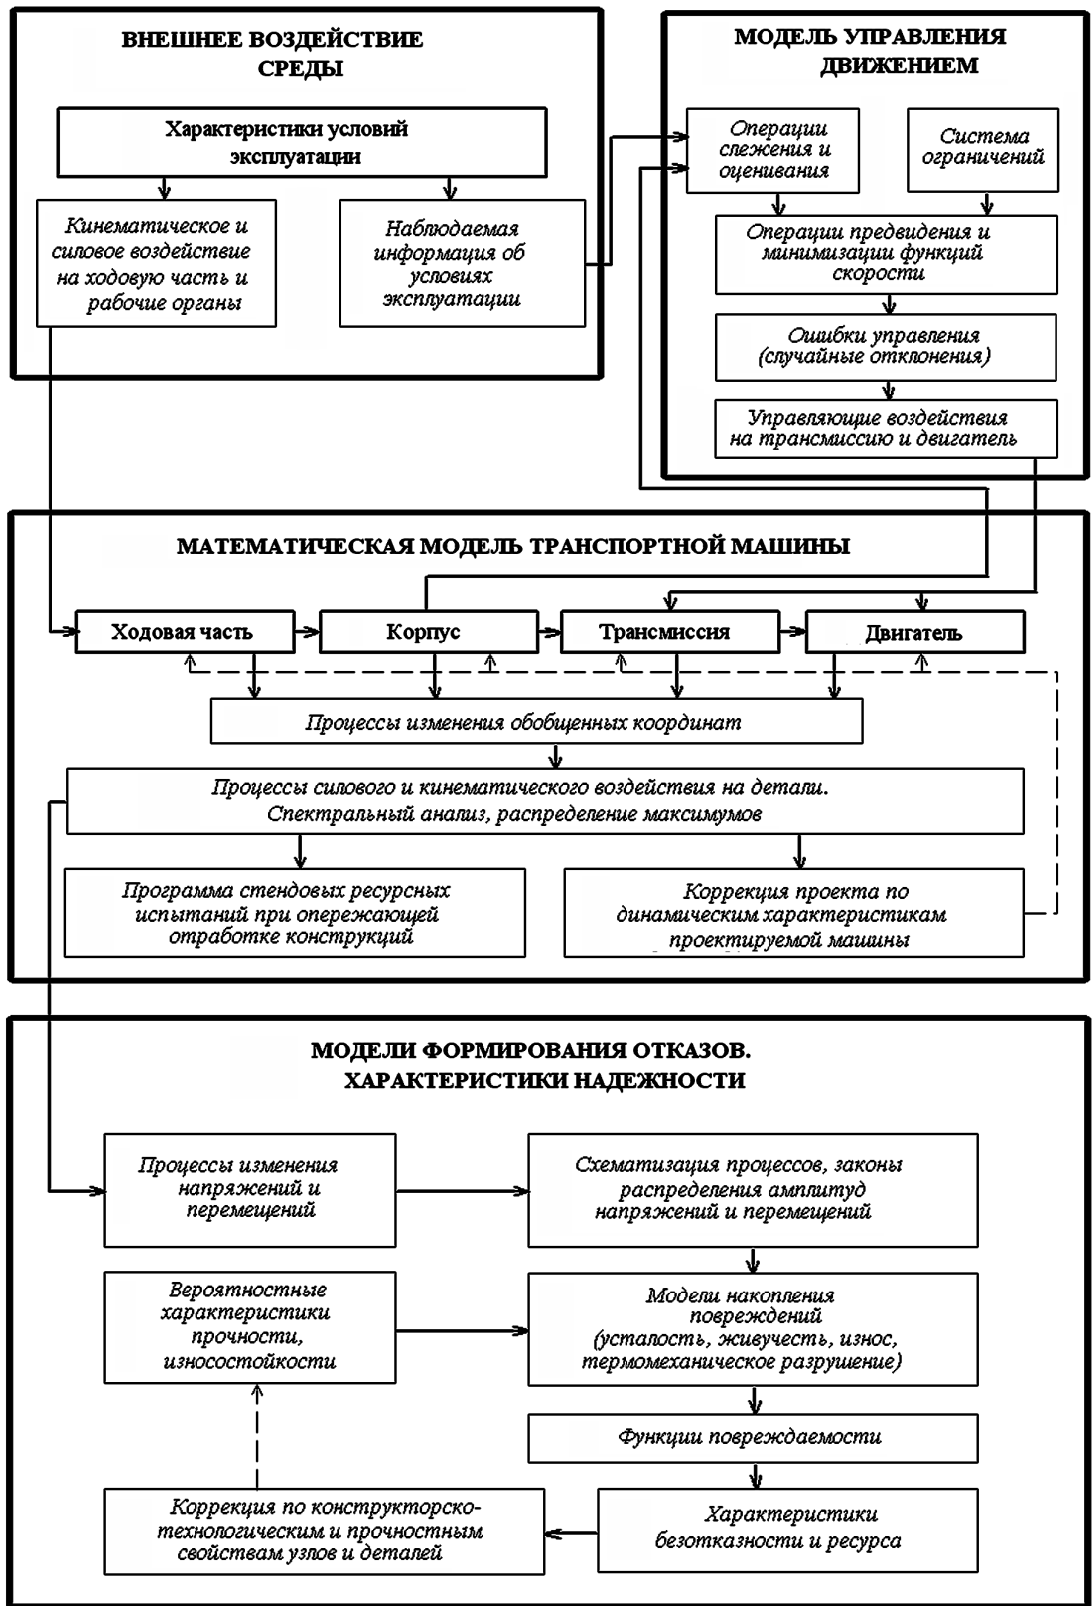 ВНЕШНЕЕ ВОЗДЕЙСТВИЕ
СРЕДЫ
Характеристики условий
эксплуатации
Кинематическое и
силовое воздействие
на ходовую часть и
рабочие органы
Наблюдаемая
информация об
условиях
эксплуатации
МОДЕЛЬ УПРАВЛЕНИЯ
ДВИЖЕНИЕМ
Операции
слежения и
оценивания
Система
ограничений
Операции предвидения и
минимизации функций
скорости
Ошибки управления
(случайные отклонения)
Управляющие воздействия
на трансмиссию и двигатель
МАТЕМАТИЧЕСКАЯ МОДЕЛЬ ТРАНСПОРТНОЙ МАШИНЫ
Ходовая часть
Корпус
Трансмиссия
Двигатель
Процессы изменения обобщенных координат
Процессы силового и кинематического воздействия на детали.
Спектральный анализ, распределение максимумов
Программа стендовых ресурсных
испытаний при опережающей
отработке конструкций
Коррекция проекта по
динамическим характеристикам
проектируемой машины
МОДЕЛИ ФОРМИРОВАНИЯ ОТКАЗОВ.
ХАРАКТЕРИСТИКИ НАДЕЖНОСТИ
Процессы изменения
напряжений и
перемещений
Схематизация процессов, законы
распределения амплитуд
напряжений и перемещений
Вероятностные
характеристики
прочности,
износостойкости
Модели накопления
повреждений
(усталость, живучесть, износ,
термомеханическое разрушение)
Функции повреждаемости
Коррекция по конструкторско-
технологическим и прочностным
свойствам узлов и деталей
Характеристики
безотказности и ресурса